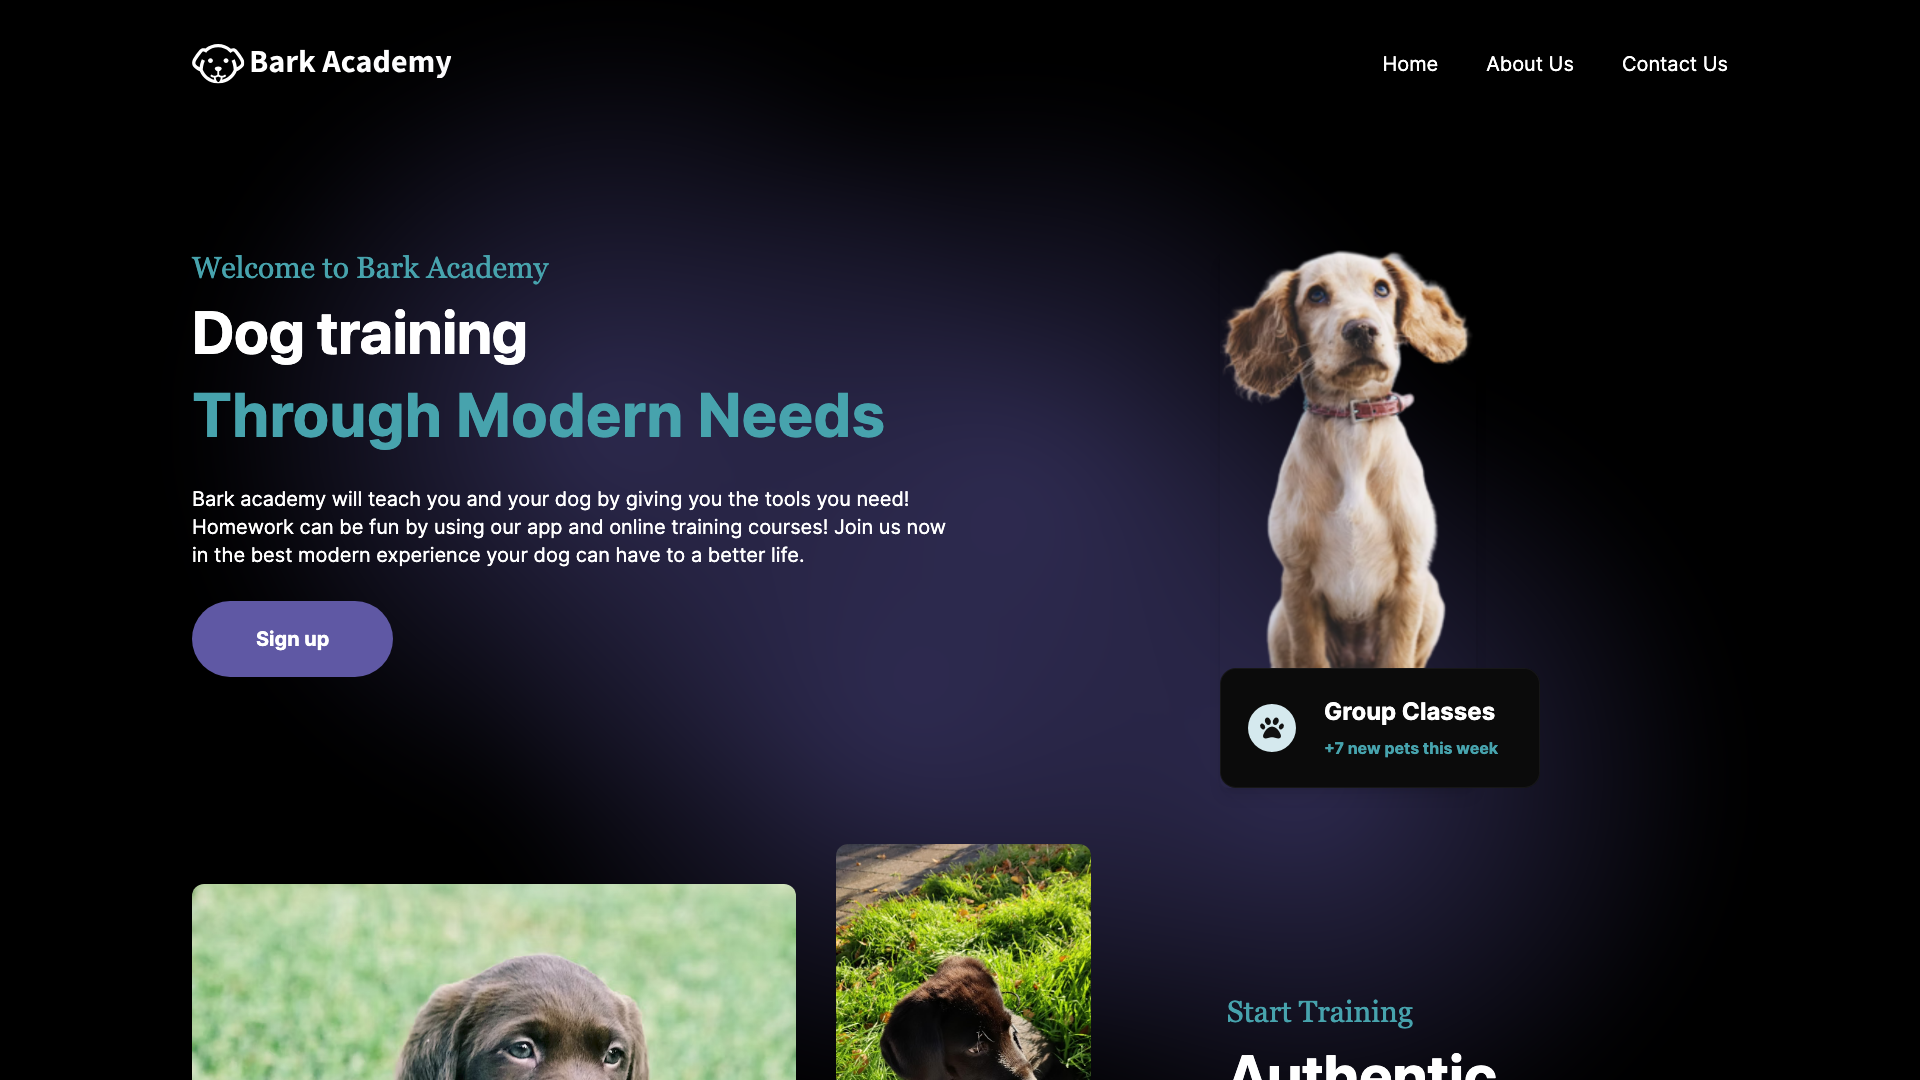 Bark Academy
Home
About Us
Contact Us
Welcome to Bark Academy
Dog training
Through Modern Needs
Bark academy will teach you and your dog by giving you the tools you need!
Homework can be fun by using our app and online training courses! Join us now
in the best modern experience your dog can have to a better life.
Sign up
Group Classes
+7 new pets this week
Start Training
Authentic